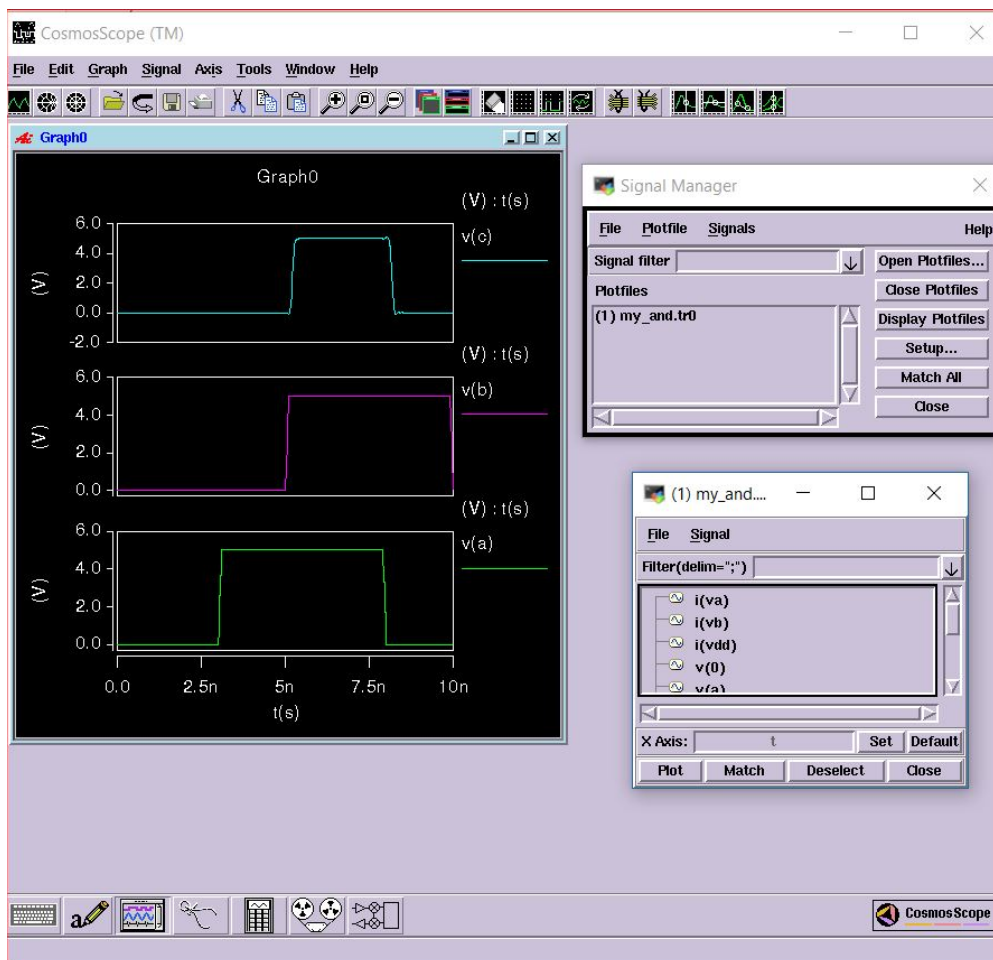 CosmosScope (TM)
File Edit Graph Signal Axis Tools Window Help
Graph0
Graph0
(V) : t(s)
v(c)
6.0
4.0
2.0
0.0
-2.0
(V)
(V) : t(s)
v(b)
6.0
4.0
2.0
0.0
(V)
(V) : t(s)
v(a)
6.0
4.0
2.0
0.0
(V)
0.0 2.5n 5n 7.5n 10n
t(s)
Signal Manager
File Plotfile Signals Help
Signal filter
Plotfiles
(1) my_and.tr0
Open Plotfiles...
Close Plotfiles
Display Plotfiles
Setup...
Match All
Close
(1) my_and....
File Signal
Filter(delim=";")
i(va)
i(vb)
i(vdd)
v(0)
v(a)
X Axis: t Set Default
Plot Match Deselect Close
a
CosmosScope